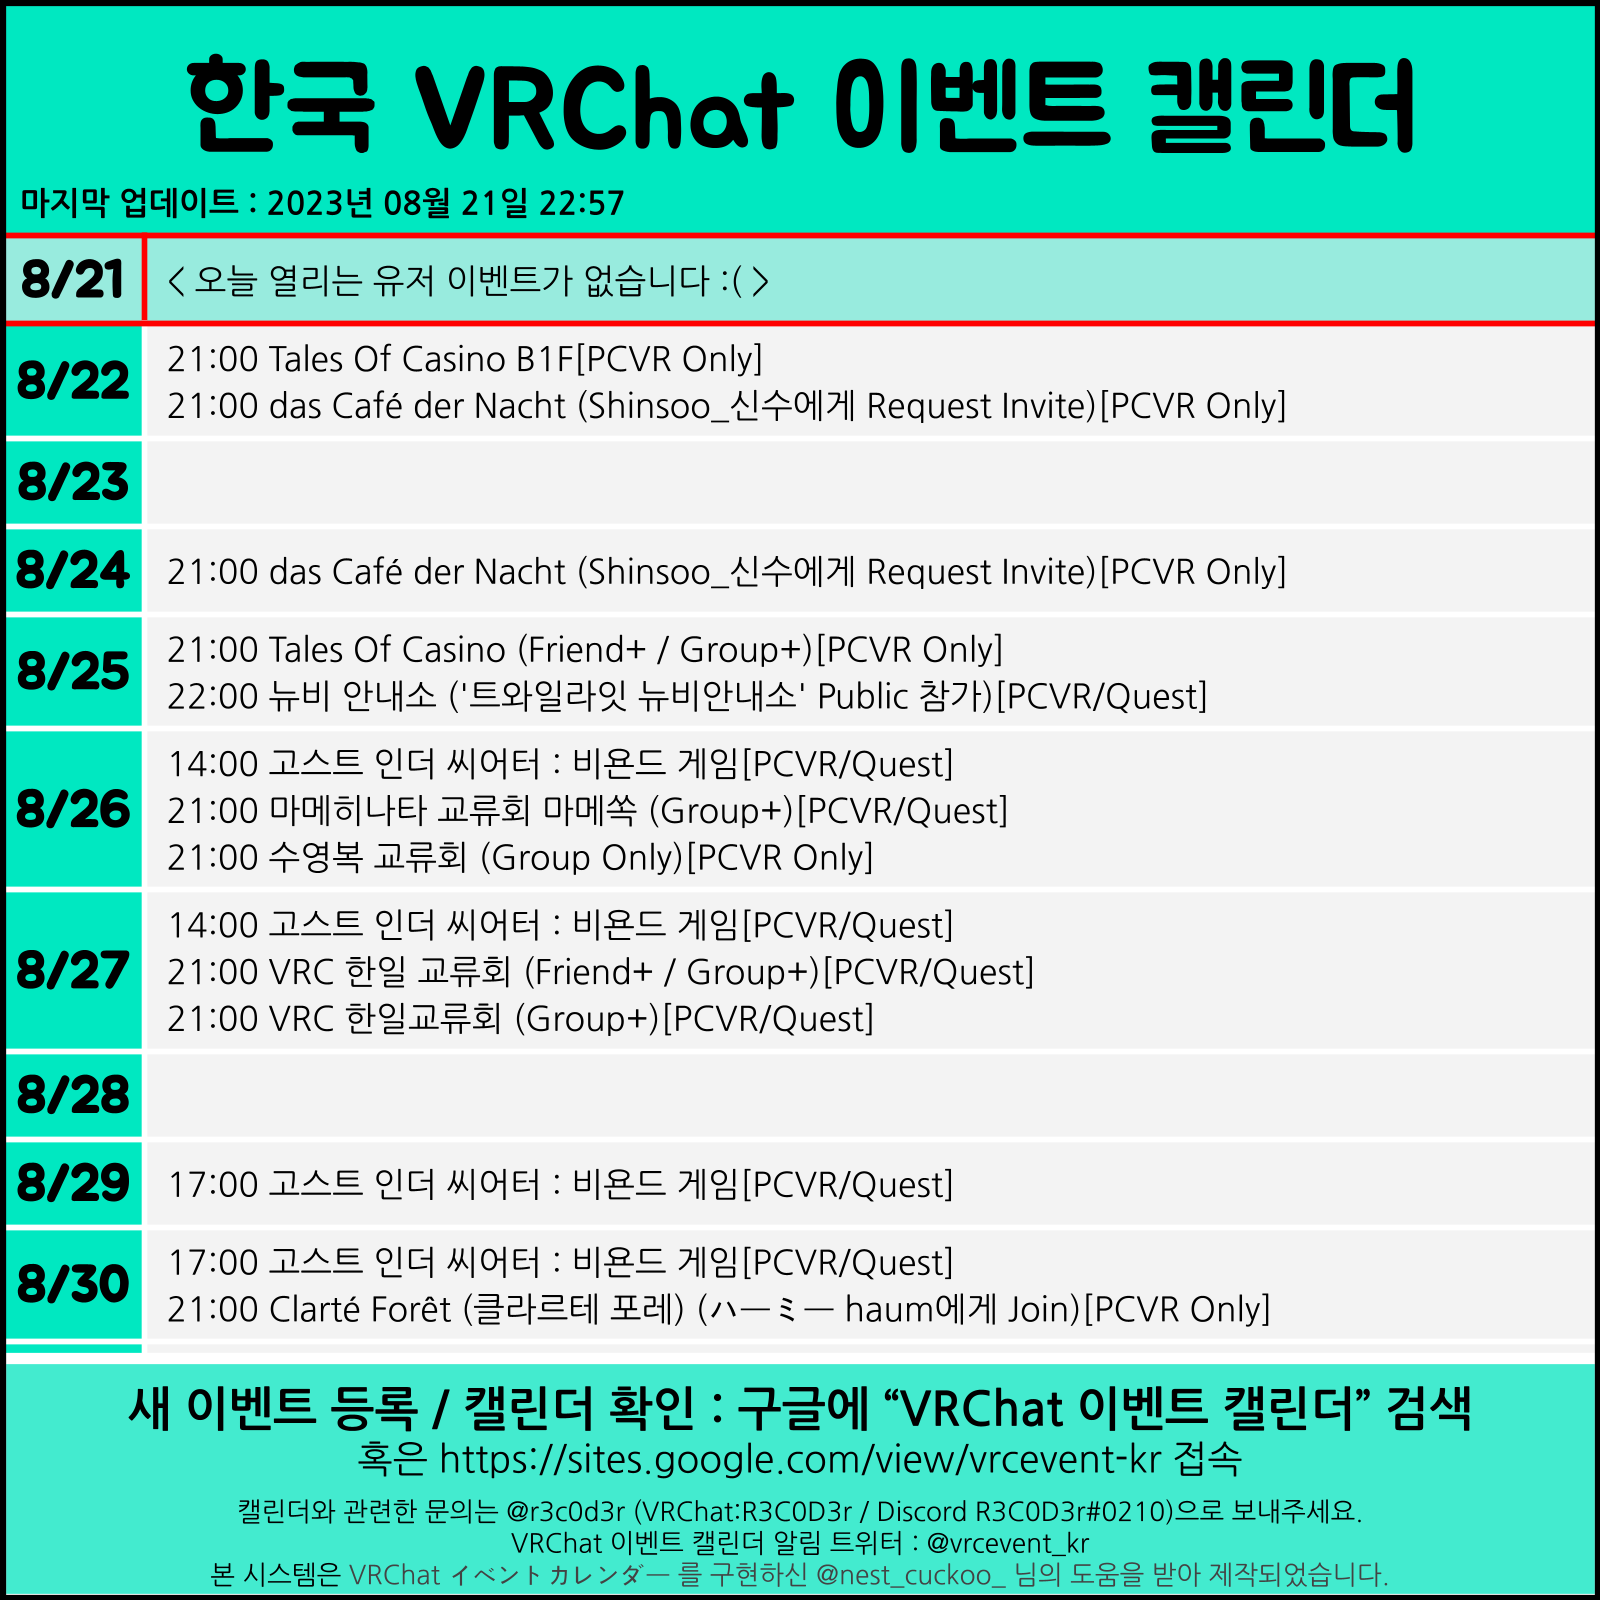 한국 VRChat 이벤트 캘린더
마지막 업데이트 : 2023년 08월 21일 22:57
8/21
< 오늘 열리는 유저 이벤트가 없습니다 :( >
8/22
21:00 Tales Of Casino B1F[PCVR Only]
21:00 das Café der Nacht (Shinsoo_신수에게 Request Invite)[PCVR Only]
8/23
8/24
21:00 das Café der Nacht (Shinsoo_신수에게 Request Invite)[PCVR Only]
8/25
21:00 Tales Of Casino (Friend+ / Group+)[PCVR Only]
22:00 뉴비 안내소 ('트와일라잇 뉴비안내소' Public 참가)[PCVR/Quest]
8/26
14:00 고스트 인더 씨어터 : 비욘드 게임[PCVR/Quest]
21:00 마메히나타 교류회 마메쏙 (Group+)[PCVR/Quest]
21:00 수영복 교류회 (Group Only)[PCVR Only]
8/27
14:00 고스트 인더 씨어터 : 비욘드 게임[PCVR/Quest]
21:00 VRC 한일 교류회 (Friend+ / Group+)[PCVR/Quest]
21:00 VRC 한일교류회 (Group+)[PCVR/Quest]
8/28
8/29
17:00 고스트 인더 씨어터 : 비욘드 게임[PCVR/Quest]
8/30
17:00 고스트 인더 씨어터 : 비욘드 게임[PCVR/Quest]
21:00 Clarté Forêt (클라르테 포레) (ハーミー haum에게 Join)[PCVR Only]
새 이벤트 등록 / 캘린더 확인 : 구글에 “VRChat 이벤트 캘린더” 검색
혹은 https://sites.google.com/view/vrcevent-kr 접속
캘린더와 관련한 문의는 @r3c0d3r (VRChat:R3C0D3r / Discord R3C0D3r#0210)으로 보내주세요.
VRChat 이벤트 캘린더 알림 트위터 : @vrcevent_kr
본 시스템은 VRChat イベントカレンダー 를 구현하신 @nest_cuckoo_ 님의 도움을 받아 제작되었습니다.